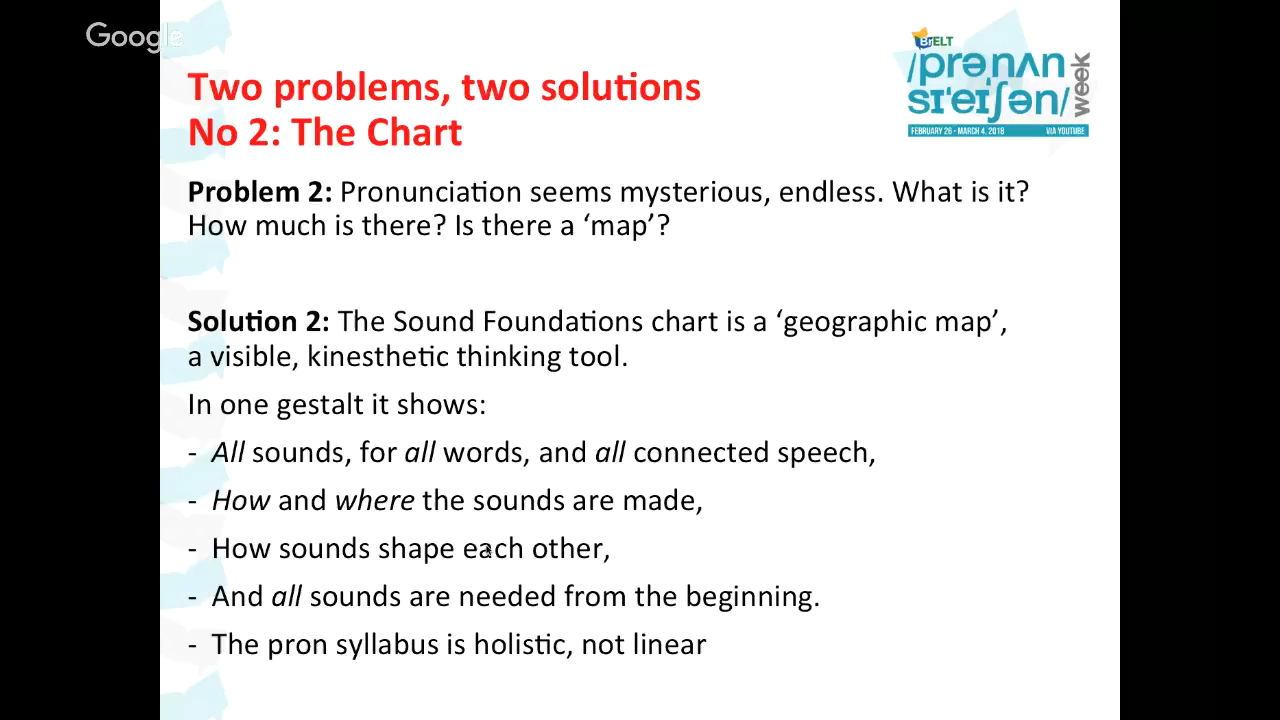 Google
BrELT
/prənʌn
sɪˈeɪʃən/
week
FEBRUARY 26 - MARCH 4, 2018 VIA YOUTUBE
Two problems, two solutions
No 2: The Chart
Problem 2: Pronunciation seems mysterious, endless. What is it?
How much is there? Is there a ‘map’?
Solution 2: The Sound Foundations chart is a ‘geographic map’,
a visible, kinesthetic thinking tool.
In one gestalt it shows:
- All sounds, for all words, and all connected speech,
- How and where the sounds are made,
- How sounds shape each other,
- And all sounds are needed from the beginning.
- The pron syllabus is holistic, not linear